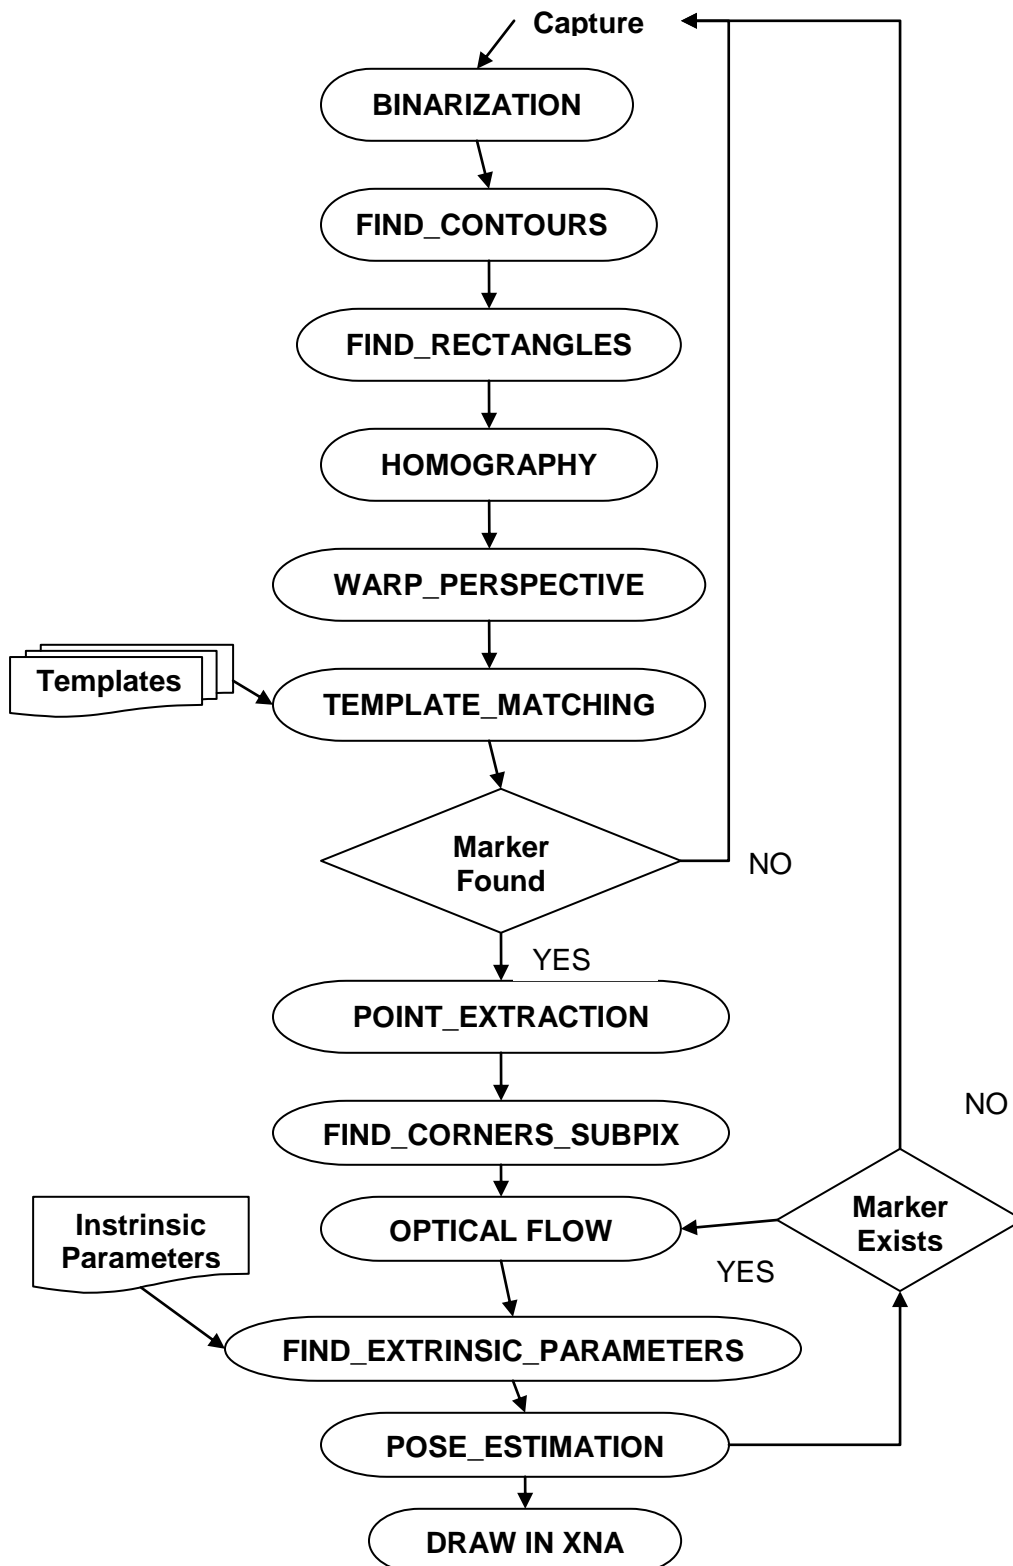 Capture
BINARIZATION
FIND_CONTOURS
FIND_RECTANGLES
HOMOGRAPHY
WARP_PERSPECTIVE
Templates
TEMPLATE_MATCHING
Marker
Found
NO
YES
POINT_EXTRACTION
FIND_CORNERS_SUBPIX
NO
Marker
Exists
Instrinsic
Parameters
OPTICAL FLOW
YES
FIND_EXTRINSIC_PARAMETERS
POSE_ESTIMATION
DRAW IN XNA